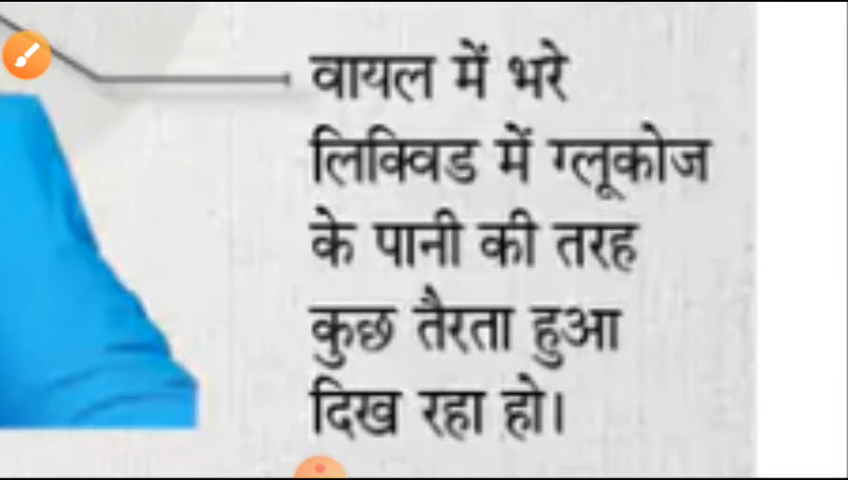 वायल में भरे
लिक्विड में ग्लूकोज
के पानी की तरह
कुछ तैरता हुआ
दिख रहा हो।